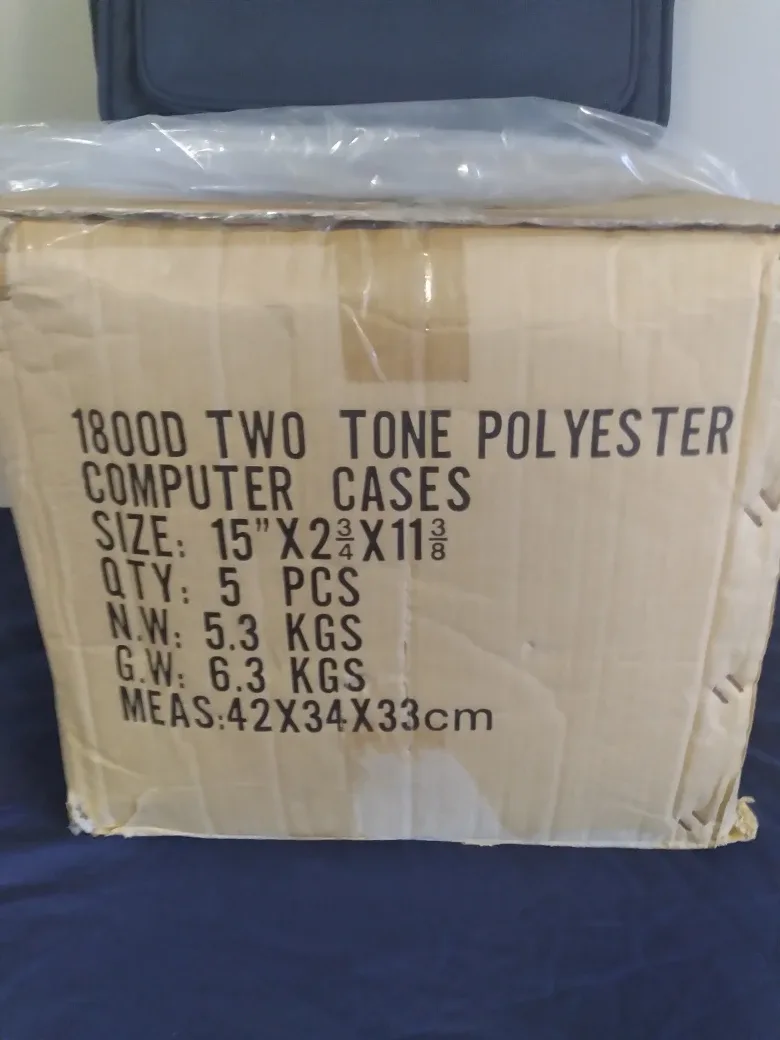 1800D TWO TONE POLYESTER
COMPUTER CASES
SIZE: 15"X2¾X11⅜
QTY: 5 PCS
N.W: 5.3 KGS
G.W: 6.3 KGS
MEAS:42X34X33cm